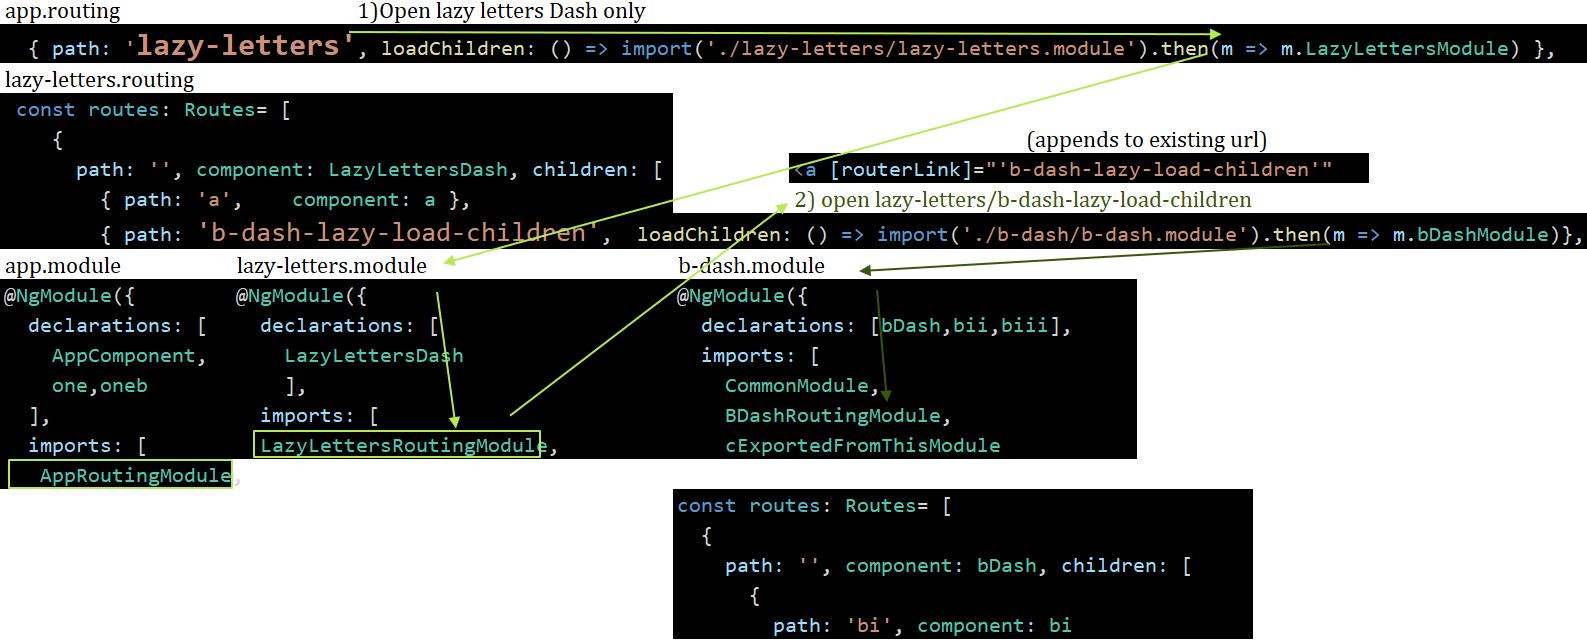 app.routing
1)Open lazy letters Dash only
{ path: 'lazy-letters', loadChildren: () => import('./lazy-letters/lazy-letters.module').then(m => m.LazyLettersModule) },
lazy-letters.routing
const routes: Routes= [
{
path: '', component: LazyLettersDash, children: [
{ path: 'a', component: a },
(appends to existing url)
<a [routerLink]="'b-dash-lazy-load-children'"
2) open lazy-letters/b-dash-lazy-load-children
{ path: 'b-dash-lazy-load-children', loadChildren: () => import('./b-dash/b-dash.module').then(m => m.bDashModule)},
app.module
@NgModule({
declarations: [
AppComponent,
one,oneb
],
imports: [
AppRoutingModule,
lazy-letters.module
@NgModule({
declarations: [
LazyLettersDash
],
imports: [
LazyLettersRoutingModule,
b-dash.module
@NgModule({
declarations: [bDash,bii,biii],
imports: [
CommonModule,
BDashRoutingModule,
cExportedFromThisModule
const routes: Routes= [
{
path: '', component: bDash, children: [
{
path: 'bi', component: bi